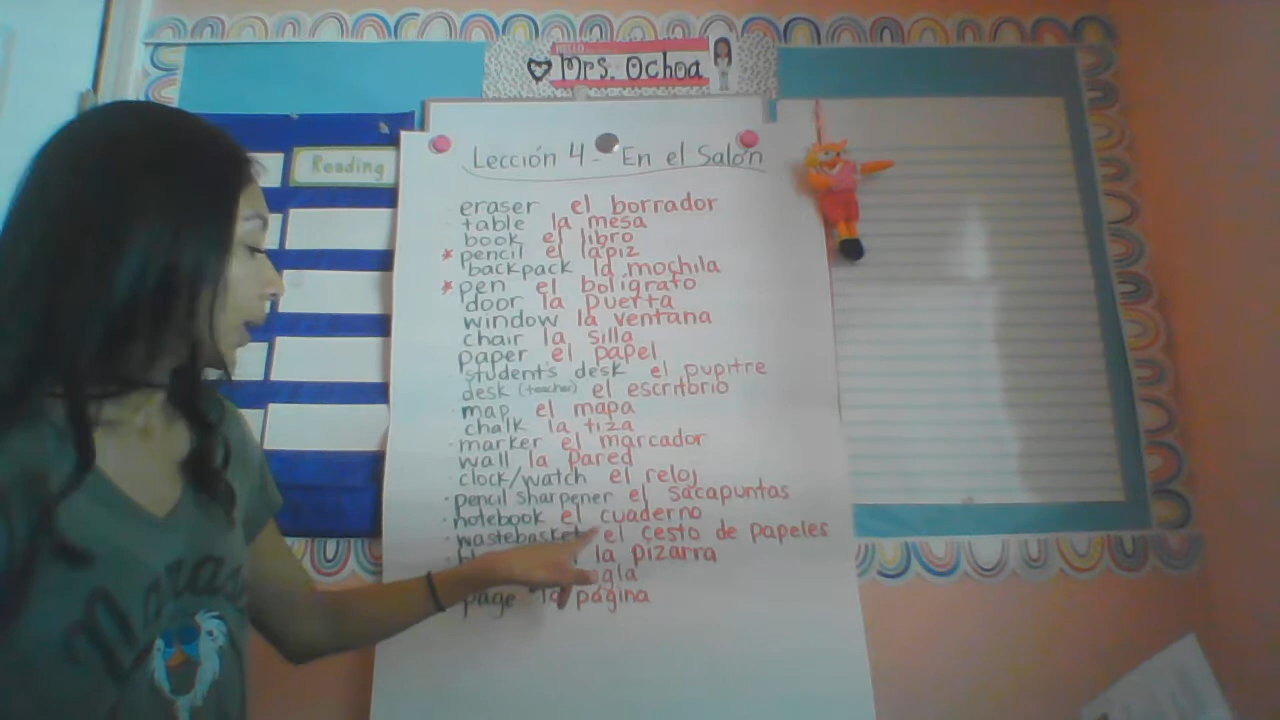 HELLO
Mrs. Ochoa
Reading
Lección 4 - En el Salón
eraser el borrador
table la mesa
book el libro
* pencil el lápiz
backpack la mochila
* pen el bolígrafo
door la puerta
window la ventana
chair la silla
paper el papel
student's desk el pupitre
desk (teacher) el escritorio
map el mapa
chalk la tiza
marker el marcador
wall la pared
clock/watch el reloj
pencil sharpener el sacapuntas
notebook el cuaderno
wastebasket el cesto de papeles
la pizarra
page la página